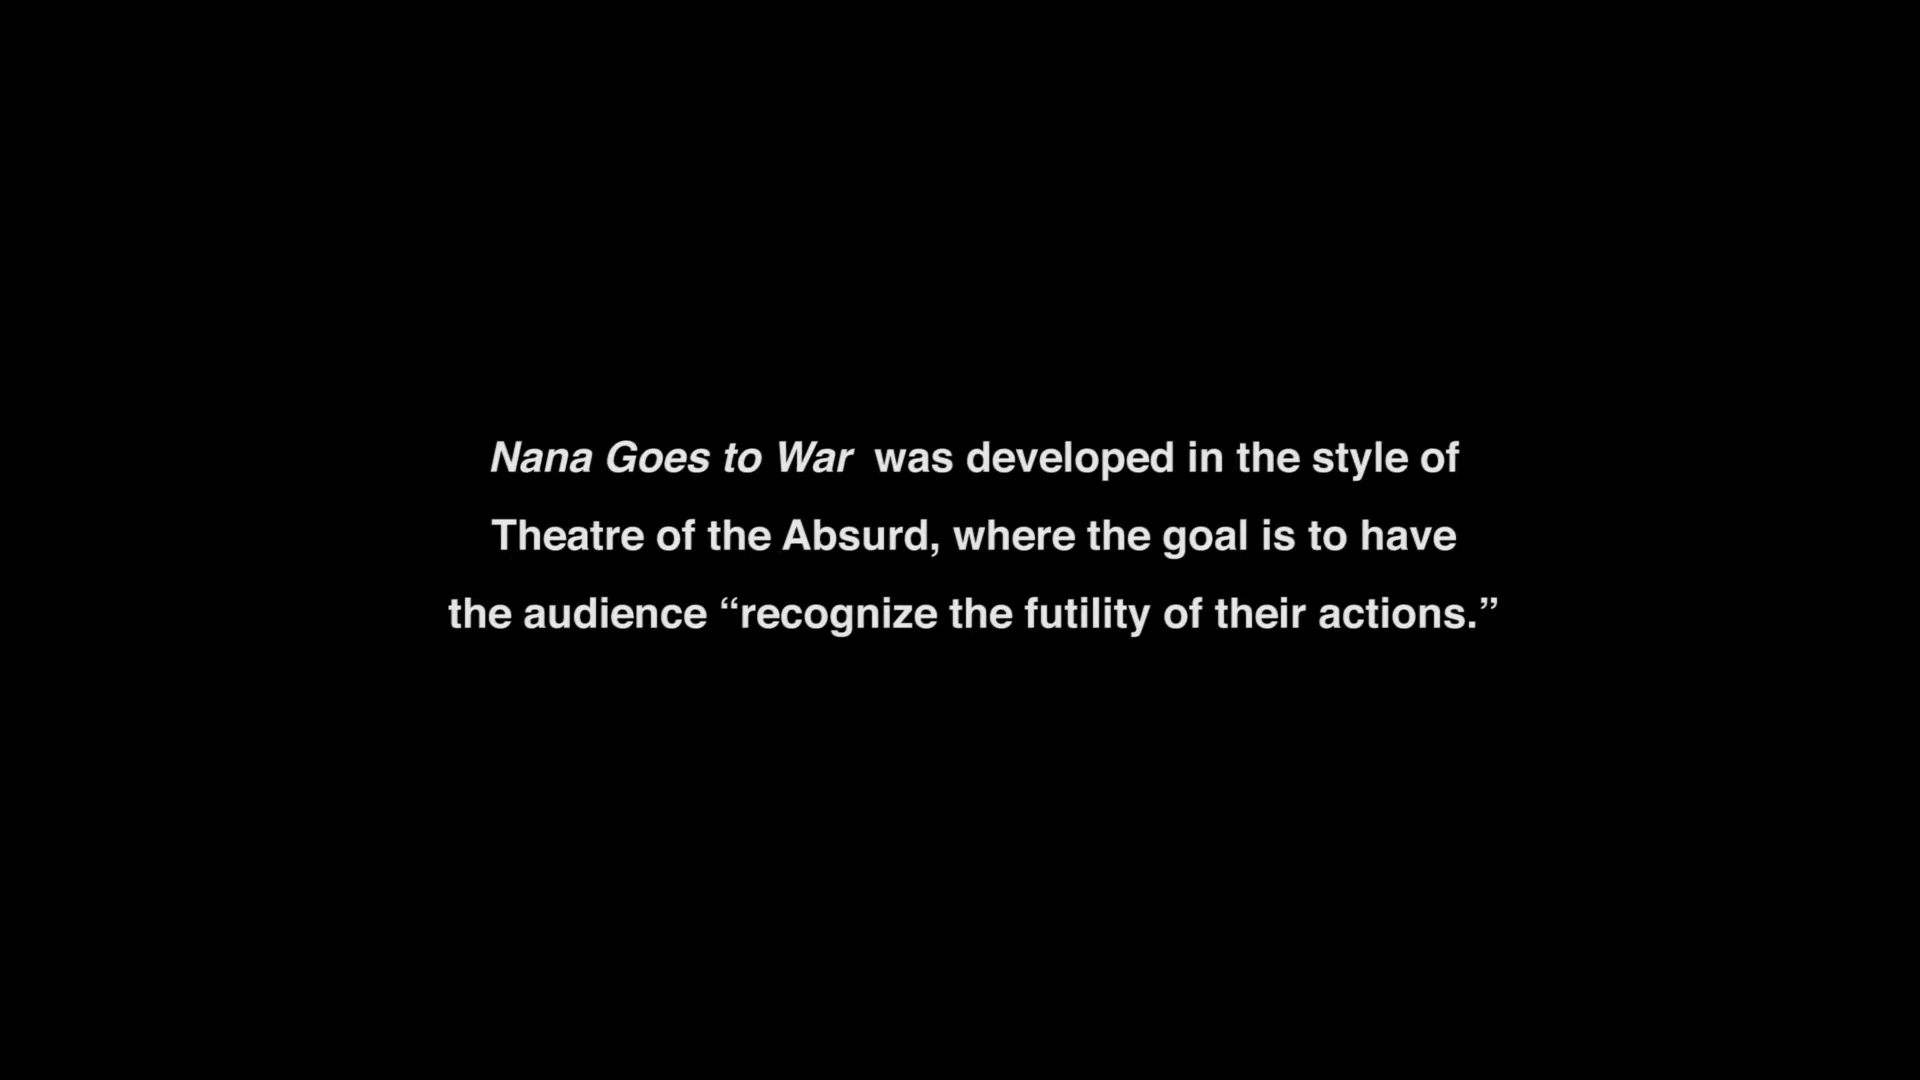 Nana Goes to War was developed in the style of
Theatre of the Absurd, where the goal is to have
the audience “recognize the futility of their actions.”